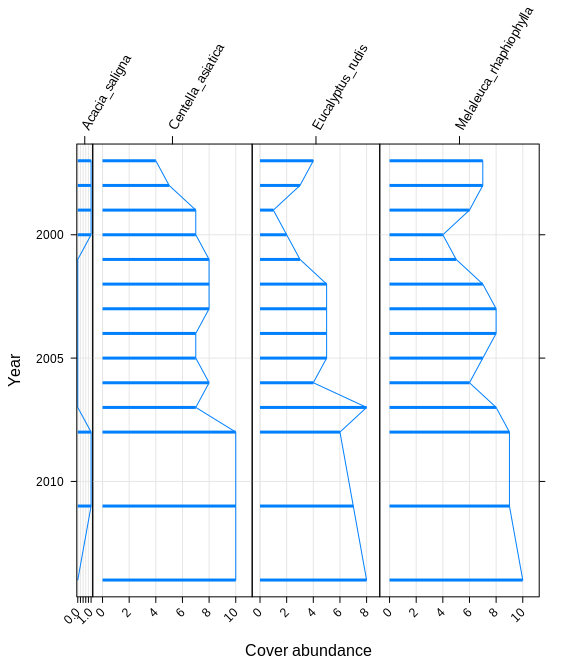 Acacia_saligna
Centella_asiatica
Eucalyptus_rudis
Melaleuca_rhaphiophylla
2000
2005
2010
Year
0.0 1.0
0 2 4 6 8 10
0 2 4 6 8
0 2 4 6 8 10
Cover abundance